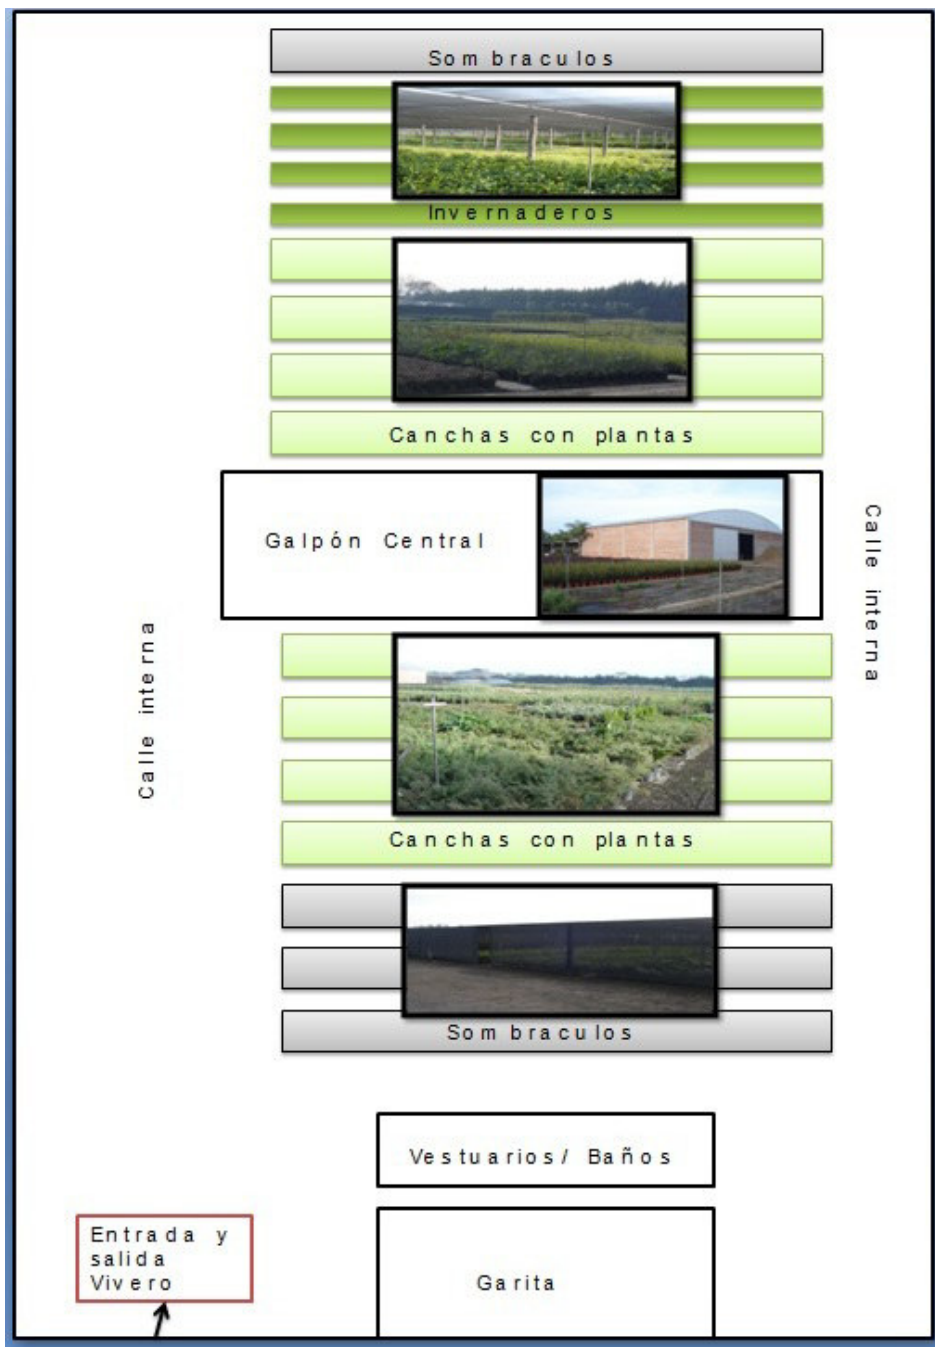 Sombraculos
Invernaderos
Canchas con plantas
Galpón Central
Calle interna
Calle interna
Canchas con plantas
Sombraculos
Vestuarios/ Baños
Entrada y
salida
Vivero
Garita